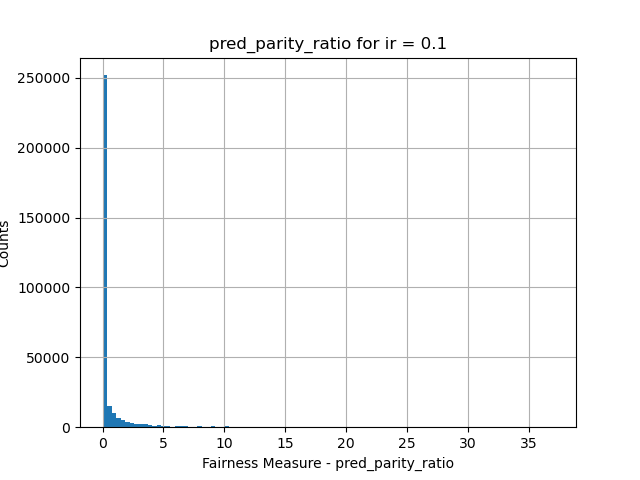 pred_parity_ratio for ir = 0.1
250000
200000
150000
100000
50000
0
Counts
0 5 10 15 20 25 30 35
Fairness Measure - pred_parity_ratio